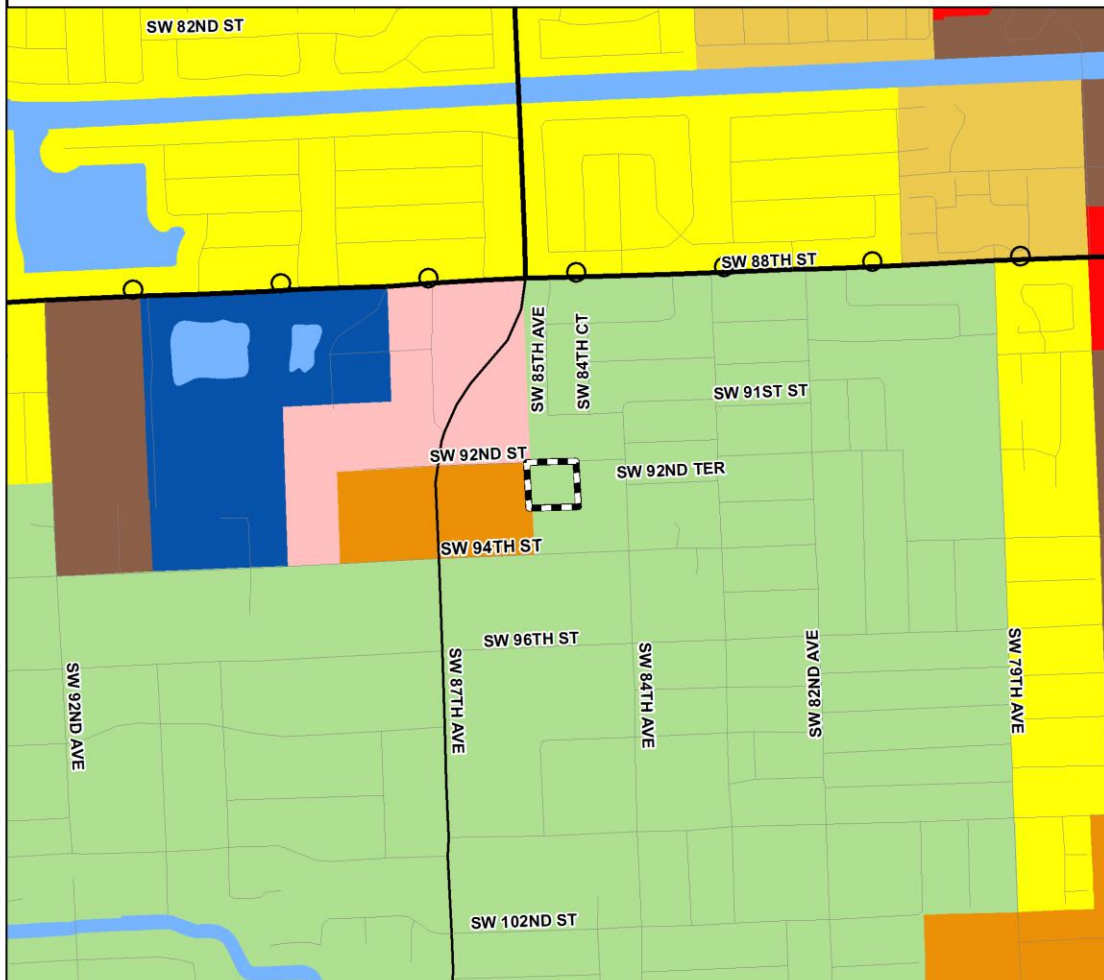 SW 82ND ST
SW 88TH ST
SW 85TH AVE
SW 84TH CT
SW 91ST ST
SW 92ND ST
SW 92ND TER
SW 94TH ST
SW 96TH ST
SW 92ND AVE
SW 87TH AVE
SW 84TH AVE
SW 82ND AVE
SW 79TH AVE
SW 102ND ST